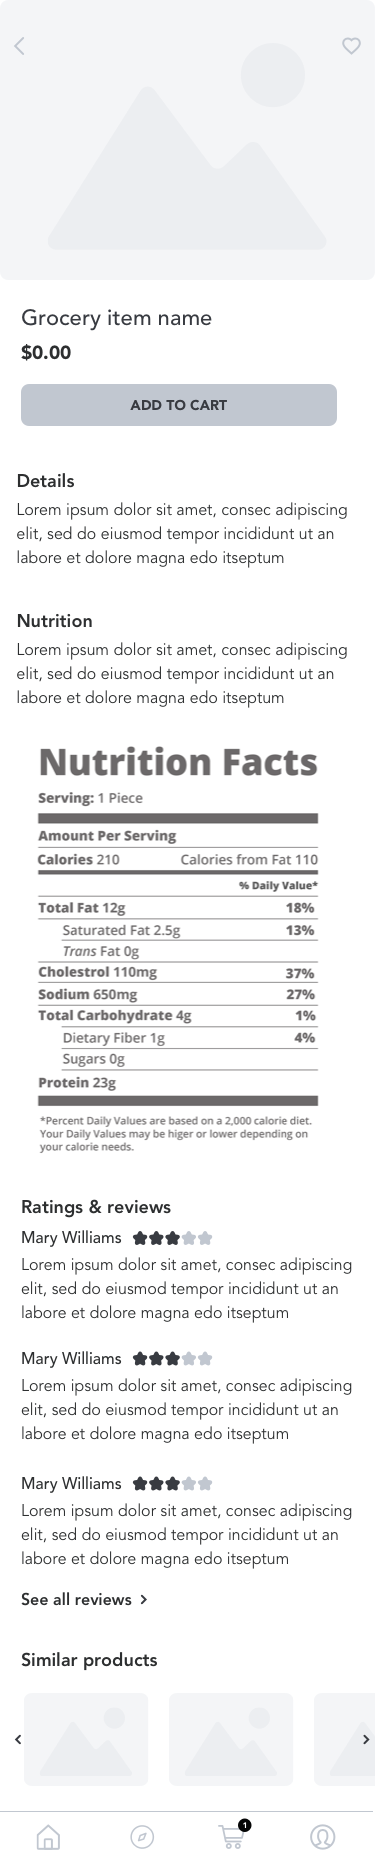 Grocery item name
$0.00
ADD TO CART
Details
Lorem ipsum dolor sit amet, consec adipiscing
elit, sed do eiusmod tempor incididunt ut an
labore et dolore magna edo itseptum
Nutrition
Lorem ipsum dolor sit amet, consec adipiscing
elit, sed do eiusmod tempor incididunt ut an
labore et dolore magna edo itseptum
Nutrition Facts
Serving: 1 Piece
Amount Per Serving
Calories 210 Calories from Fat 110
% Daily Value*
Total Fat 12g 18%
Saturated Fat 2.5g 13%
Trans Fat 0g
Cholestrol 110mg 37%
Sodium 650mg 27%
Total Carbohydrate 4g 1%
Dietary Fiber 1g 4%
Sugars 0g
Protein 23g
*Percent Daily Values are based on a 2,000 calorie diet.
Your Daily Values may be higer or lower depending on
your calorie needs.
Ratings & reviews
Mary Williams
Lorem ipsum dolor sit amet, consec adipiscing
elit, sed do eiusmod tempor incididunt ut an
labore et dolore magna edo itseptum
Mary Williams
Lorem ipsum dolor sit amet, consec adipiscing
elit, sed do eiusmod tempor incididunt ut an
labore et dolore magna edo itseptum
Mary Williams
Lorem ipsum dolor sit amet, consec adipiscing
elit, sed do eiusmod tempor incididunt ut an
labore et dolore magna edo itseptum
See all reviews
Similar products
1